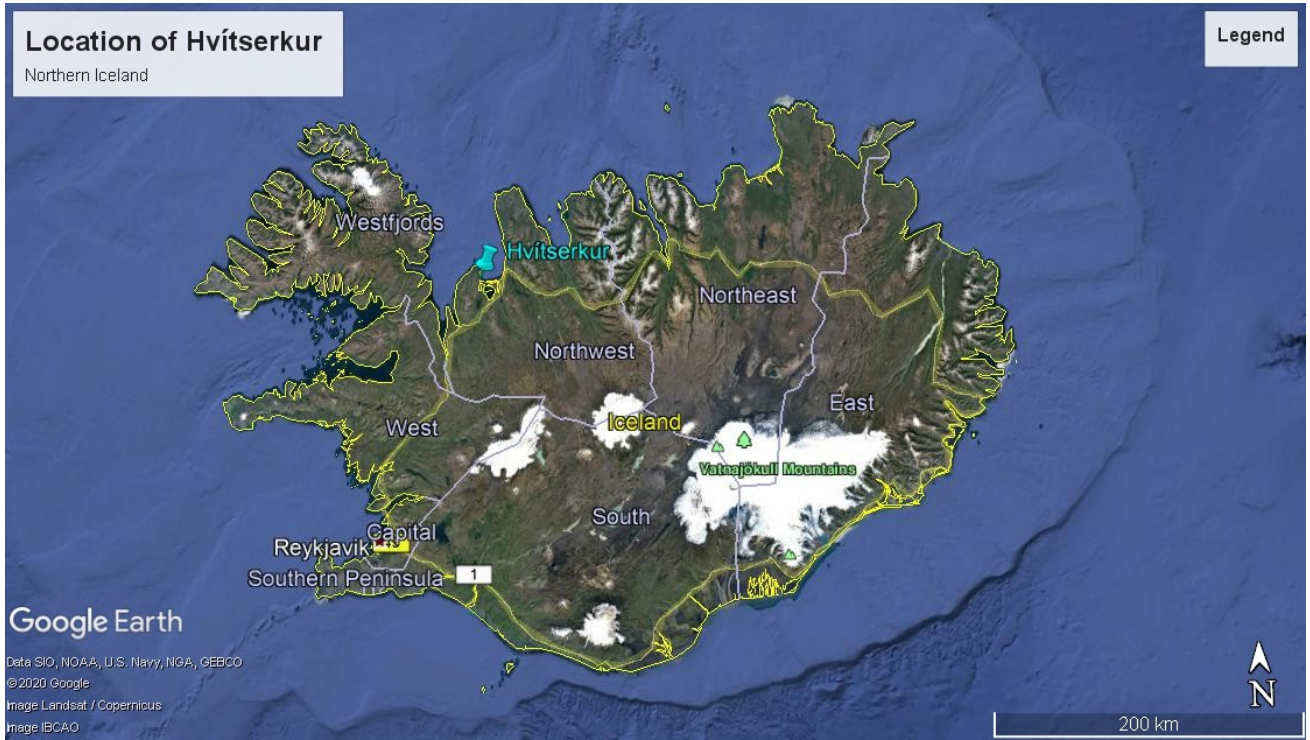 Location of Hvítserkur
Northern Iceland
Legend
Westfjords
Hvítserkur
Northeast
Northwest
East
West
Iceland
Vatnajökull Mountains
South
Capital
Reykjavik
Southern Peninsula
1
Google Earth
Data SIO, NOAA, U.S. Navy, NGA, GEBCO
©2020 Google
Image Landsat / Copernicus
Image IBCAO
N
200 km